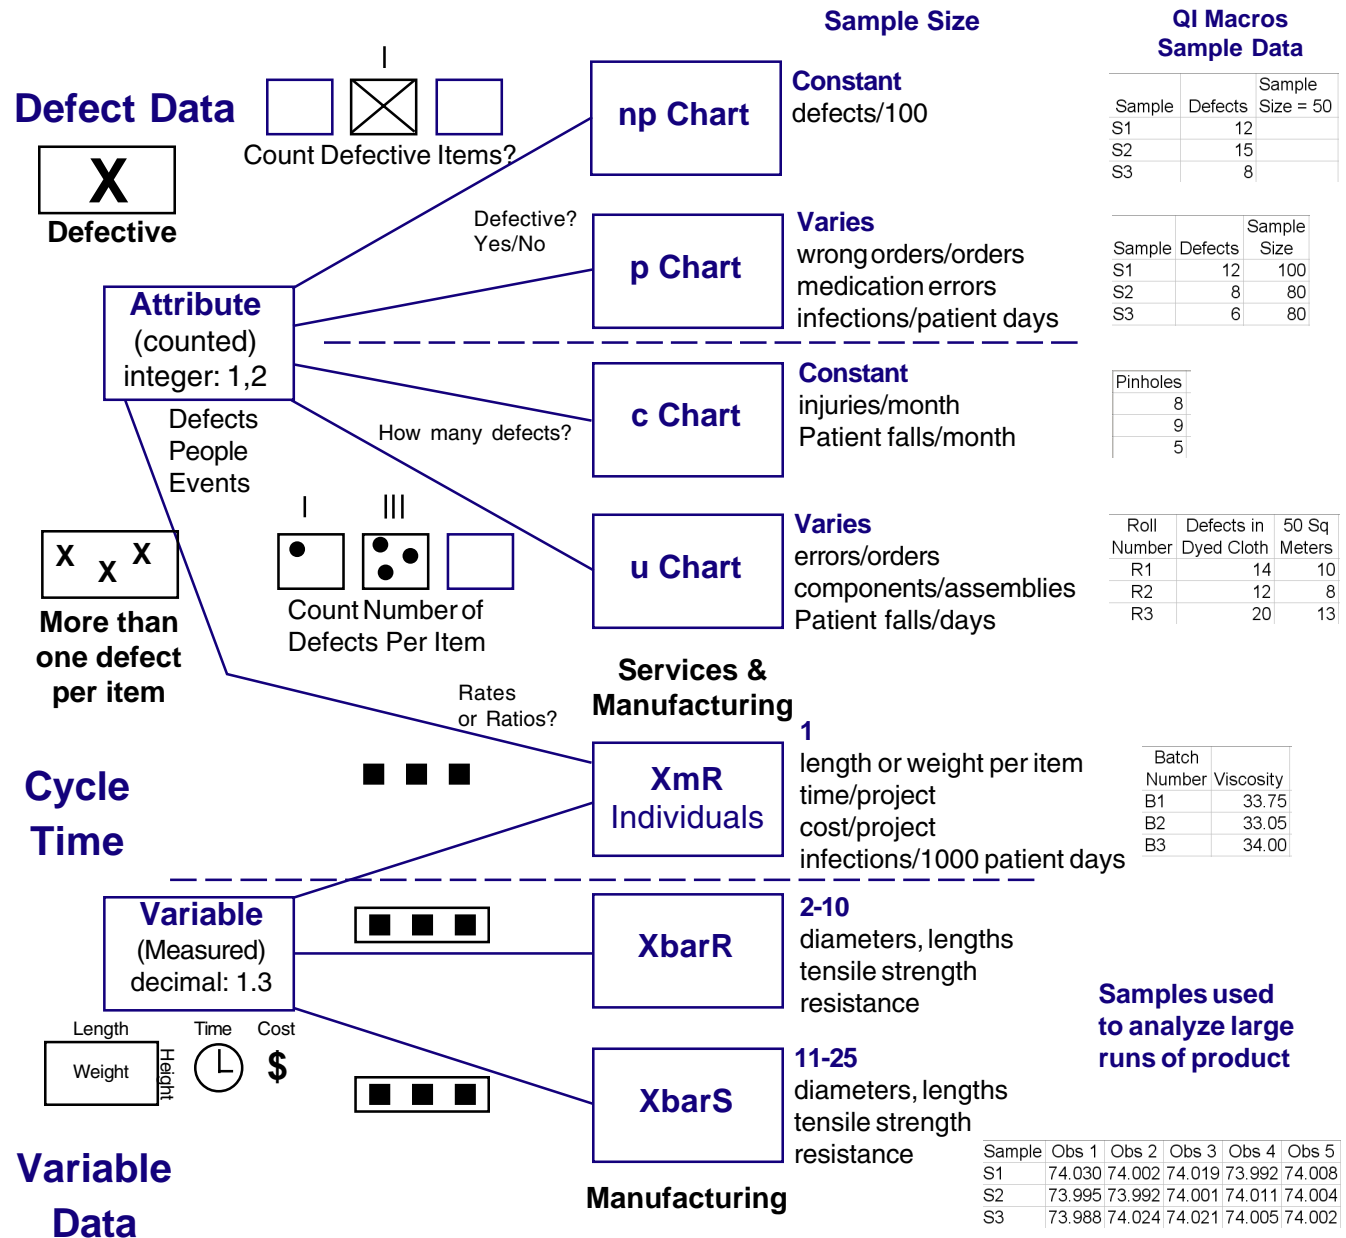 Sample Size
QI Macros
Sample Data
Defect Data
X
Defective
Count Defective Items?
np Chart
Constant
defects/100
Sample Defects Sample Size = 50
S1 12
S2 15
S3 8
Defective?
Yes/No
p Chart
Varies
wrong orders/orders
medication errors
infections/patient days
Sample Defects Sample Size
S1 12 100
S2 8 80
S3 6 80
Attribute
(counted)
integer: 1,2
Defects
People
Events
How many defects?
c Chart
Constant
injuries/month
Patient falls/month
Pinholes
8
9
5
X X X
More than
one defect
per item
I III
Count Number of
Defects Per Item
u Chart
Varies
errors/orders
components/assemblies
Patient falls/days
Roll Number Defects in Dyed Cloth 50 Sq Meters
R1 14 10
R2 12 8
R3 20 13
Services &
Manufacturing
Rates
or Ratios?
Cycle
Time
XmR
Individuals
1
length or weight per item
time/project
cost/project
infections/1000 patient days
Batch Number Viscosity
B1 33.75
B2 33.05
B3 34.00
Variable
(Measured)
decimal: 1.3
XbarR
2-10
diameters, lengths
tensile strength
resistance
Samples used
to analyze large
runs of product
Length
Weight
Height
Time
Cost
$
XbarS
11-25
diameters, lengths
tensile strength
resistance
Variable
Data
Manufacturing
Sample Obs 1 Obs 2 Obs 3 Obs 4 Obs 5
S1 74.030 74.002 74.019 73.992 74.008
S2 73.995 73.992 74.001 74.011 74.004
S3 73.988 74.024 74.021 74.005 74.002